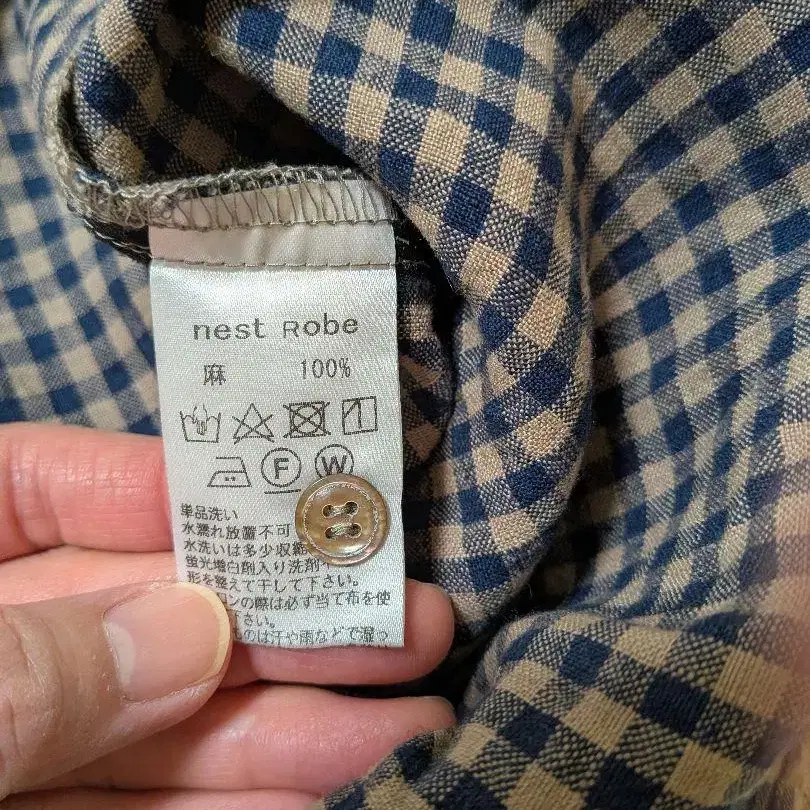 nest Robe
麻 100%
F W
単品洗い
水濡れ放置不可
水洗いは多少収縮
蛍光増白剤入り洗剤
形を整えて干して下さい。
ンの際は必ず当て布を使
下さい。
ものは汗や雨などで湿っ